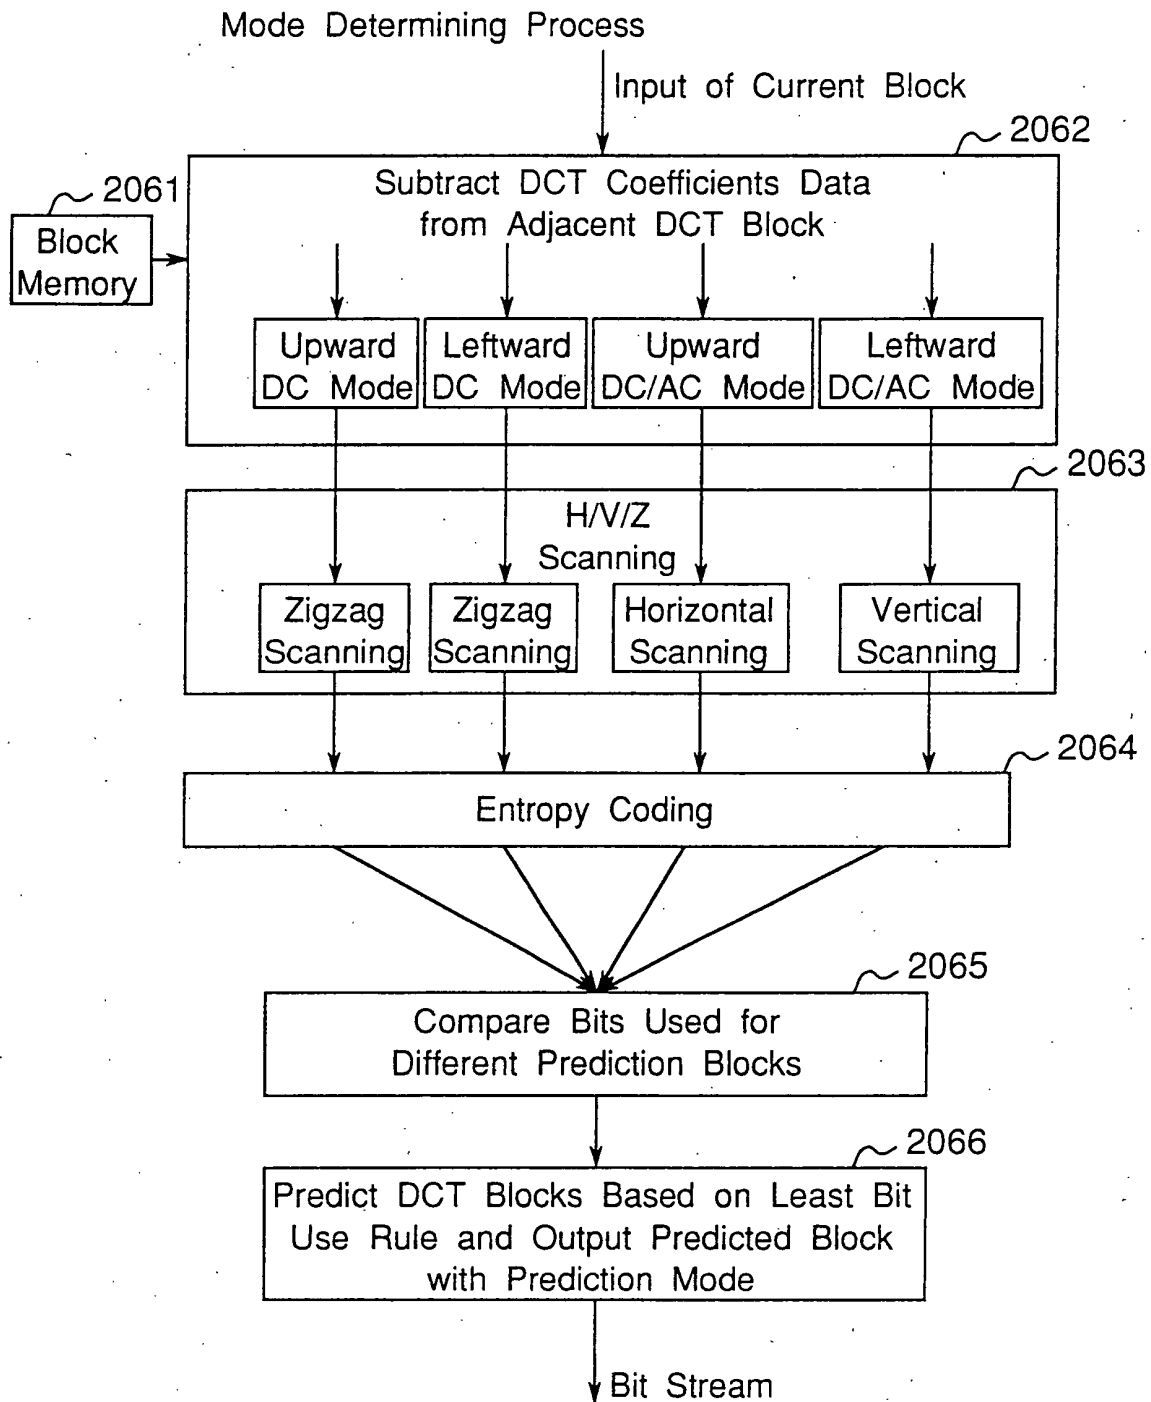 Mode Determining Process
Input of Current Block
2062
Subtract DCT Coefficients Data
from Adjacent DCT Block
2061
Block
Memory
Upward
DC Mode
Leftward
DC Mode
Upward
DC/AC Mode
Leftward
DC/AC Mode
2063
H/V/Z
Scanning
Zigzag
Scanning
Zigzag
Scanning
Horizontal
Scanning
Vertical
Scanning
2064
Entropy Coding
2065
Compare Bits Used for
Different Prediction Blocks
2066
Predict DCT Blocks Based on Least Bit
Use Rule and Output Predicted Block
with Prediction Mode
Bit Stream